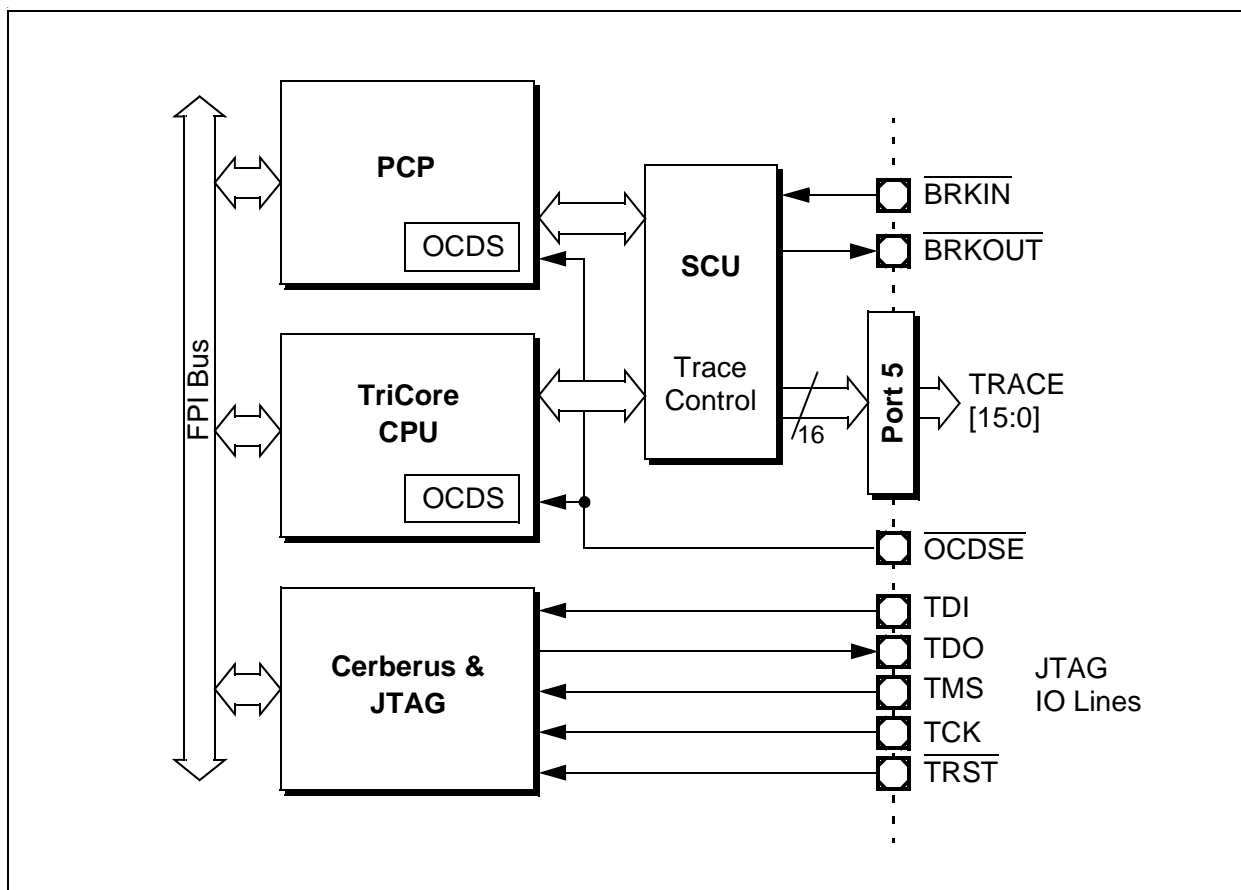 FPI Bus
PCP
OCDS
TriCore
CPU
OCDS
Cerberus &
JTAG
SCU
Trace
Control
16
Port 5
BRKIN
BRKOUT
TRACE
[15:0]
OCDSE
TDI
TDO
TMS
TCK
TRST
JTAG
IO Lines